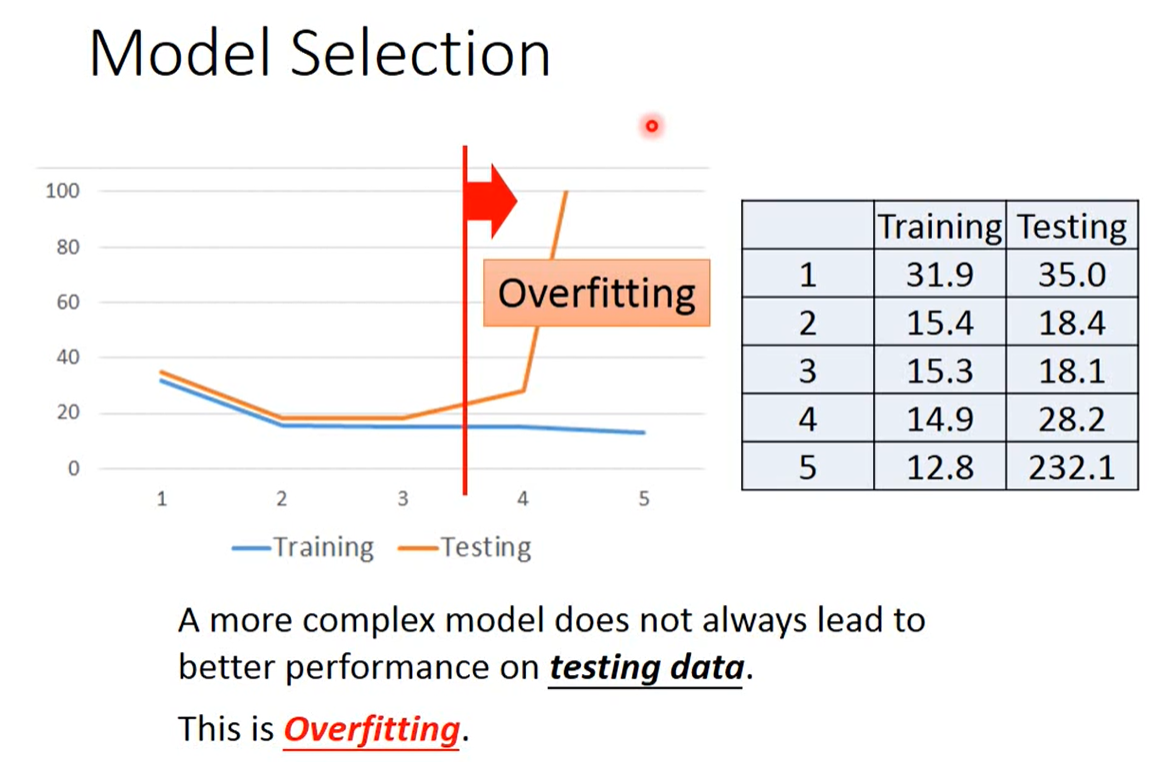 Model Selection
100
80
60
40
20
0
1 2 3 4 5
Overfitting
Training Testing
Training Testing
1 31.9 35.0
2 15.4 18.4
3 15.3 18.1
4 14.9 28.2
5 12.8 232.1
A more complex model does not always lead to
better performance on testing data.
This is Overfitting.